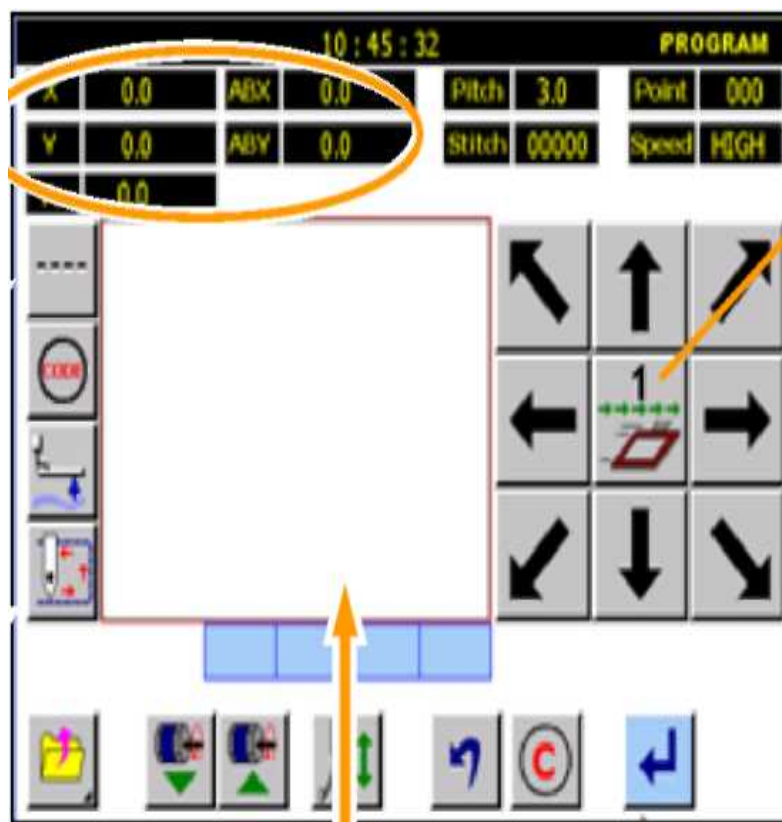 10 : 45 : 32 PROGRAM
X 0.0 ABX 0.0 Pitch 3.0 Point 000
Y 0.0 ABY 0.0 Stitch 00000 Speed HIGH
0.0
----
CODE
1
C